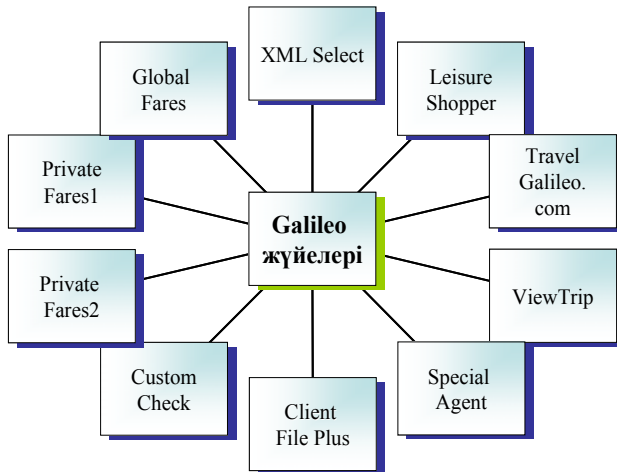 XML Select
Global
Fares
Leisure
Shopper
Private
Fares1
Travel
Galileo.
com
Galileo
жүйелері
Private
Fares2
ViewTrip
Custom
Check
Special
Agent
Client
File Plus